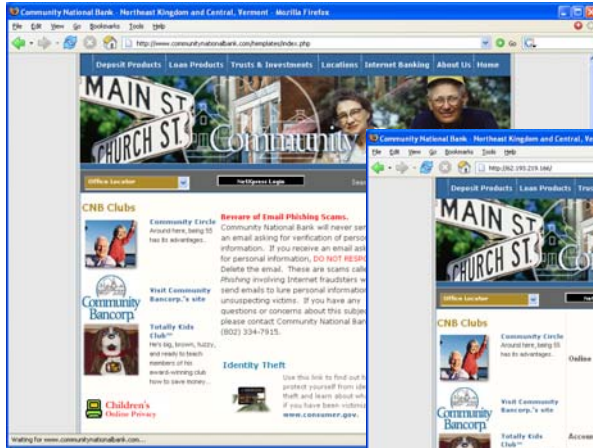 Community National Bank - Northeast Kingdom and Central, Vermont - Mozilla Firefox
File Edit View Go Bookmarks Tools Help
http://www.communitynationalbank.com/templates/index.php
Go
Deposit Products Loan Products Trusts & Investments Locations Internet Banking About Us Home
MAIN ST.
CHURCH ST.
Community
Office Locator
NetXpress Login
Sear
CNB Clubs
Community Circle
Around here, being 55
has its advantages.
Visit Community
Bancorp.'s site
Community
Bancorp
Totally Kids
Club™
He's big, brown, fuzzy,
and ready to teach
members of his
award-winning club
how to save money...
Children's
Online Privacy
Beware of Email Phishing Scams.
Community National Bank will never sen
an email asking for verification of perso
information. If you receive an email ask
for personal information, DO NOT RESPO
Delete the email. These are scams calle
Phishing involving Internet fraudsters w
send emails to lure personal information
unsuspecting victims. If you have any
questions or concerns about this subjec
please contact Community National Ban
(802) 334-7915.
Identity Theft
Use this link to find out h
protect yourself from ide
theft and learn about wh
if you have been victimiz
www.consumer.gov.
Waiting for www.communitynationalbank.com...
Community National Bank - Northeast Kingdom and Central, Ve
File Edit View Go Bookmarks Tools Help
http://62.193.219.166/
Deposit Products Loan Products Trus
MAIN ST.
CHURCH ST.
Co
Office Locator
CNB Clubs
Community Circle
Around here, being 55
has its advantages.
Online
Visit Community
Bancorp.'s site
Community
Bancorp
Totally Kids
Club™
Accoun